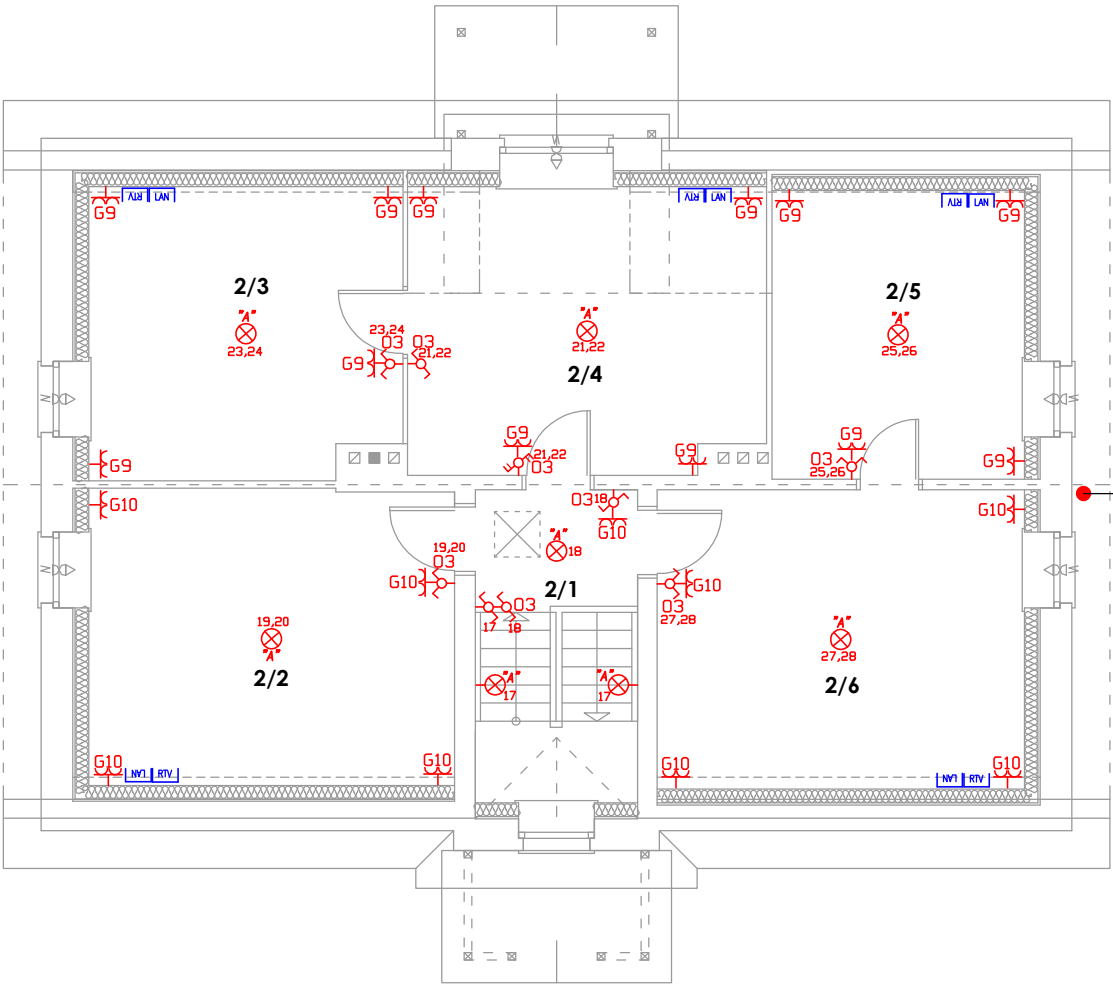 RTV LAN
RTV LAN
RTV LAN
G9
G9
G9
G9
G9
G9
2/3
2/4
2/5
"A"
23,24
"A"
21,22
"A"
25,26
23,24
O3
O3
21,22
G9
G9
21,22
O3
G9
G9
O3
25,26
G9
G9
G10
G10
O3
18
G10
"A"
18
2/1
19,20
O3
G10
G10
O3
27,28
O3
17
18
19,20
"A"
2/2
"A"
27,28
2/6
"A"
17
"A"
17
G10
LAN RTV
G10
G10
LAN RTV
G10